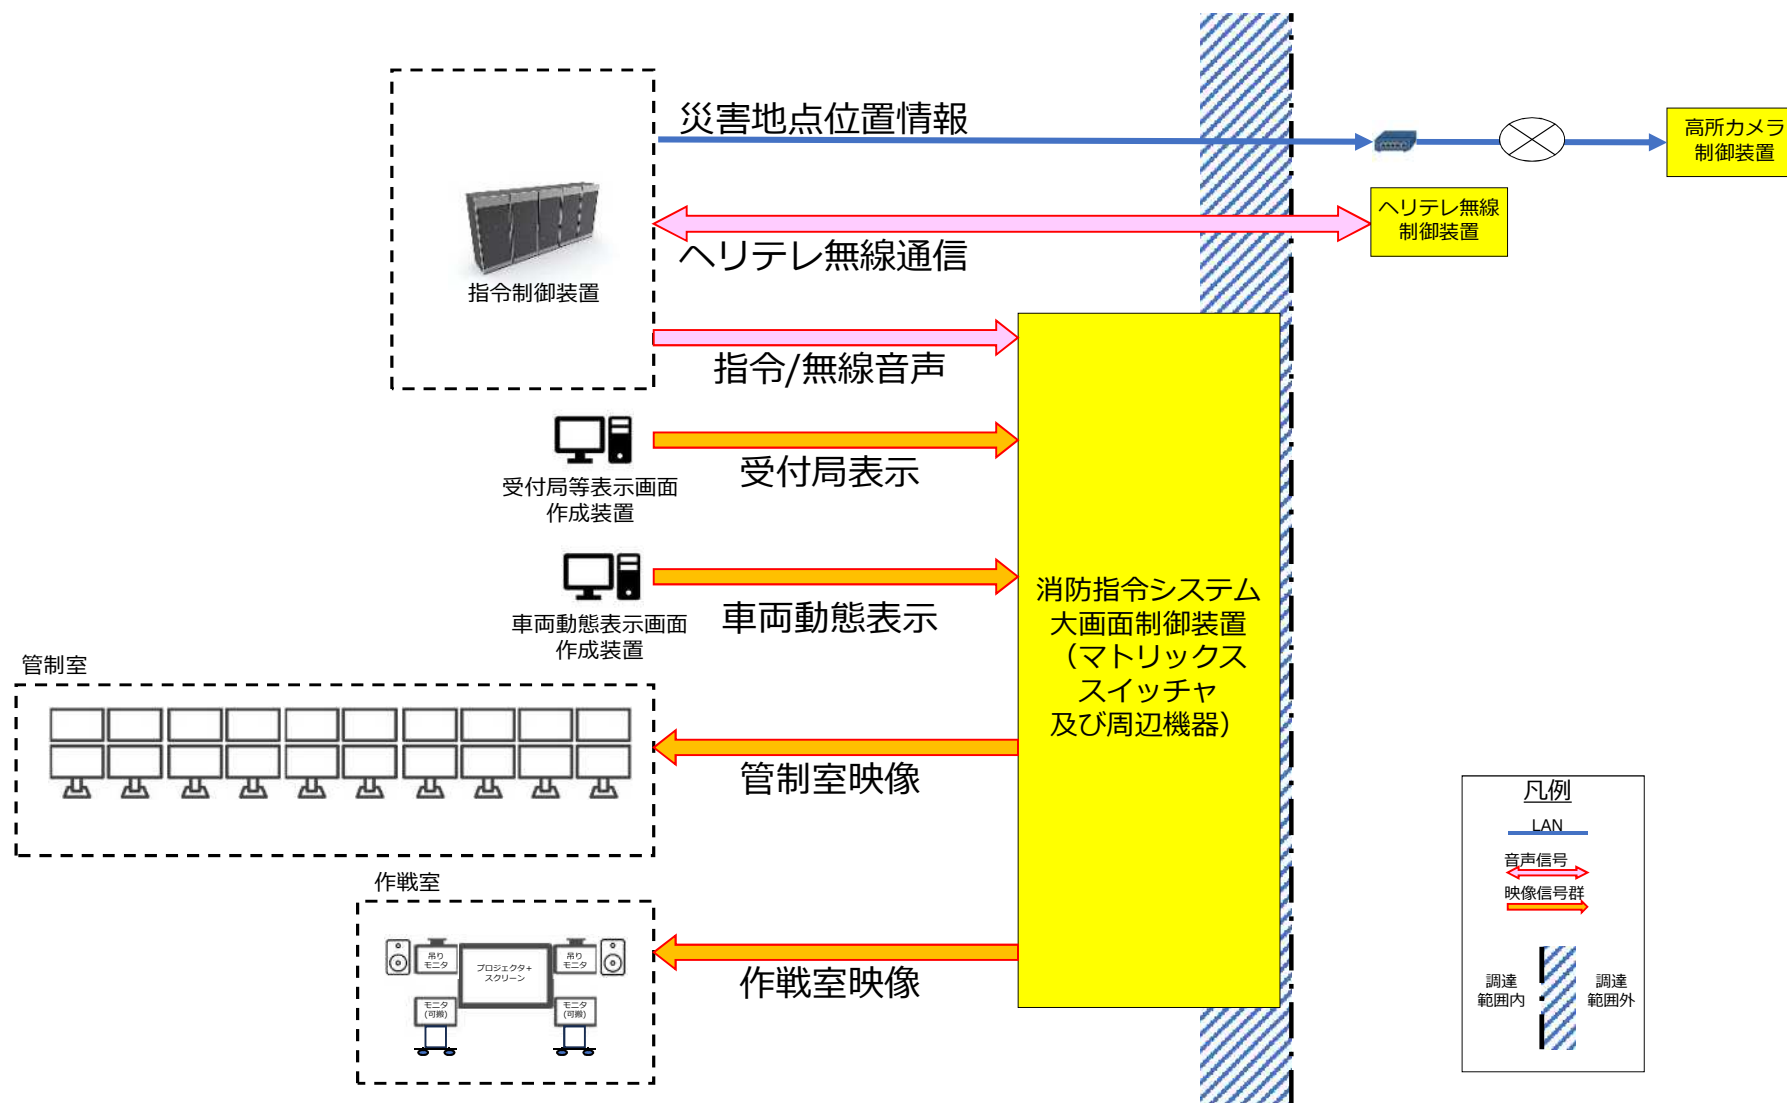 災害地点位置情報
高所カメラ
制御装置
ヘリテレ無線
制御装置
ヘリテレ無線通信
指令制御装置
指令/無線音声
受付局表示
受付局等表示画面
作成装置
車両動態表示
車両動態表示画面
作成装置
消防指令システム
大画面制御装置
（マトリックス
スイッチャ
及び周辺機器）
管制室
管制室映像
作戦室
吊り
モニタ
プロジェクタ+
スクリーン
吊り
モニタ
モニタ
(可搬)
モニタ
(可搬)
作戦室映像
凡例
LAN
音声信号
映像信号群
調達
範囲内
調達
範囲外